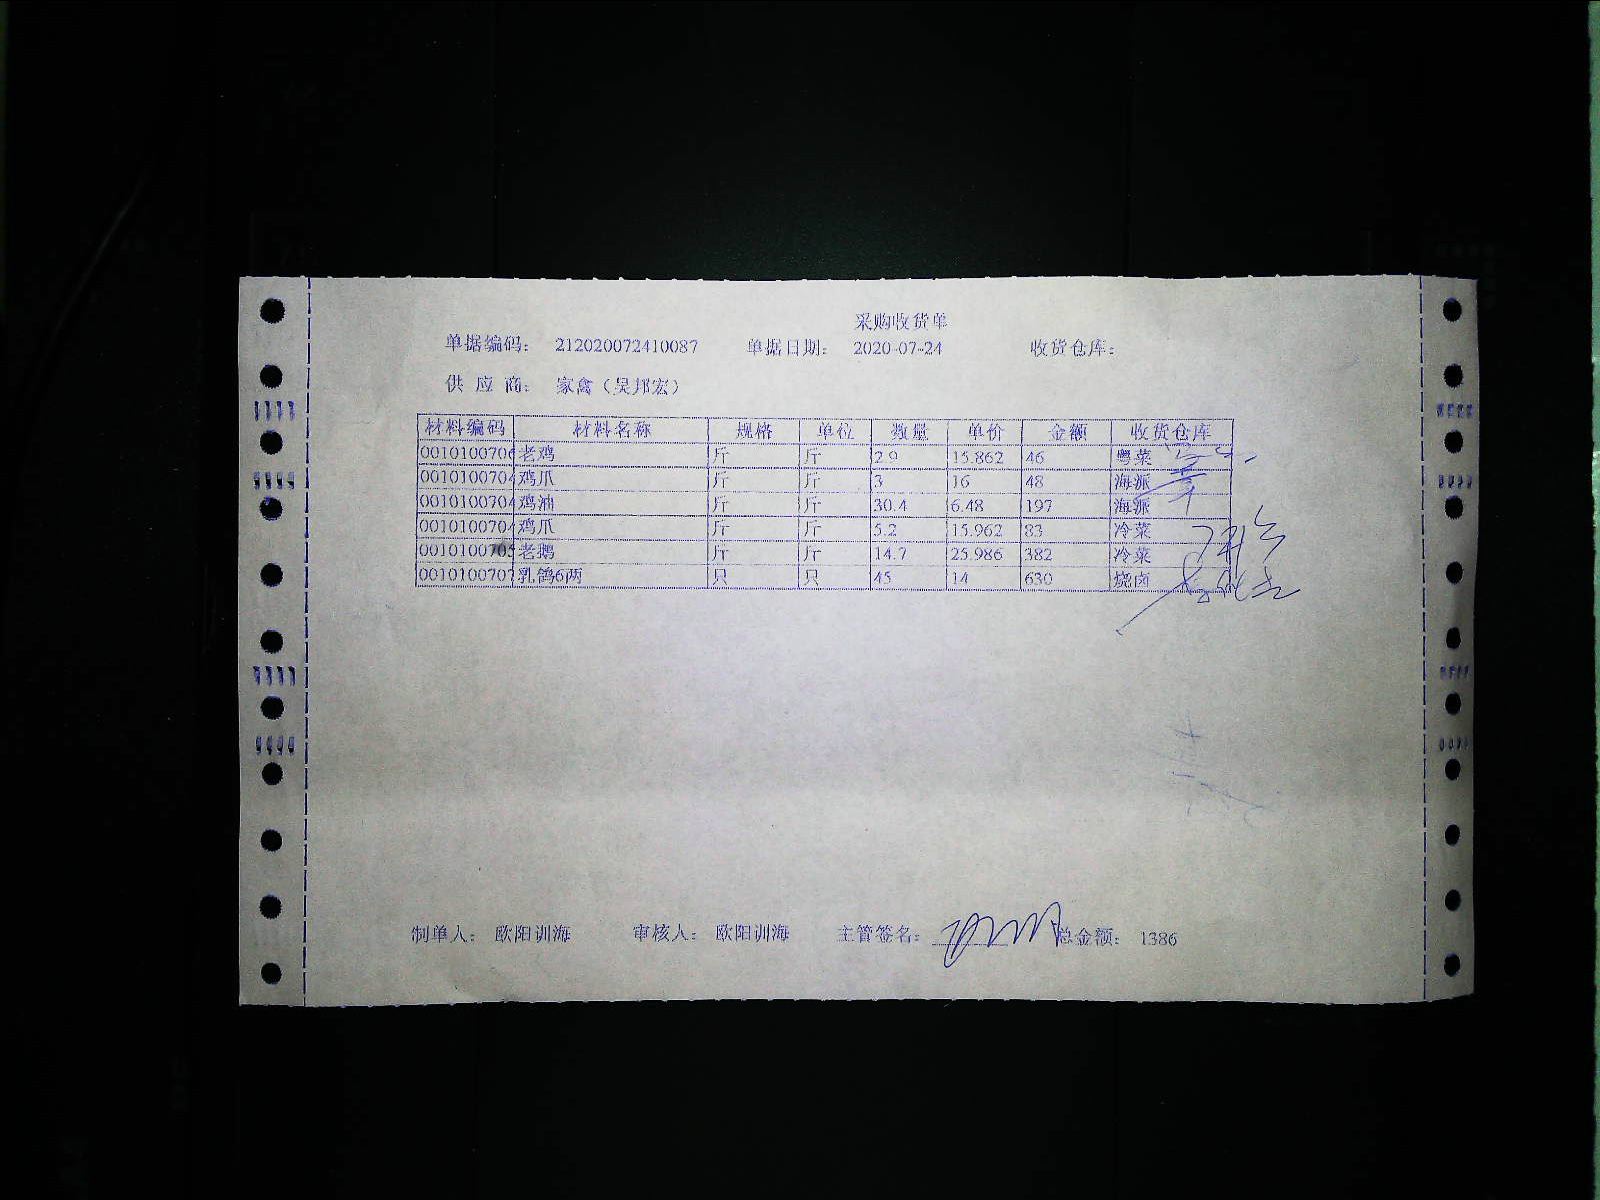 采购收货单
单据编码： 212020072410087 单据日期： 2020-07-24 收货仓库：
供 应 商： 家禽（吴邦宏）
材料编码 材料名称 规格 单位 数量 单价 金额 收货仓库
0010100706 老鸡 斤 斤 2.9 15.862 46 粤菜
0010100704 鸡爪 斤 斤 3 16 48 海派
0010100704 鸡油 斤 斤 30.4 6.48 197 海派
0010100704 鸡爪 斤 斤 5.2 15.962 83 冷菜
0010100705 老鹅 斤 斤 14.7 25.986 382 冷菜
0010100707 乳鸽6两 只 只 45 14 630 烧卤
制单人： 欧阳训海 审核人： 欧阳训海 主管签名： 总金额： 1386